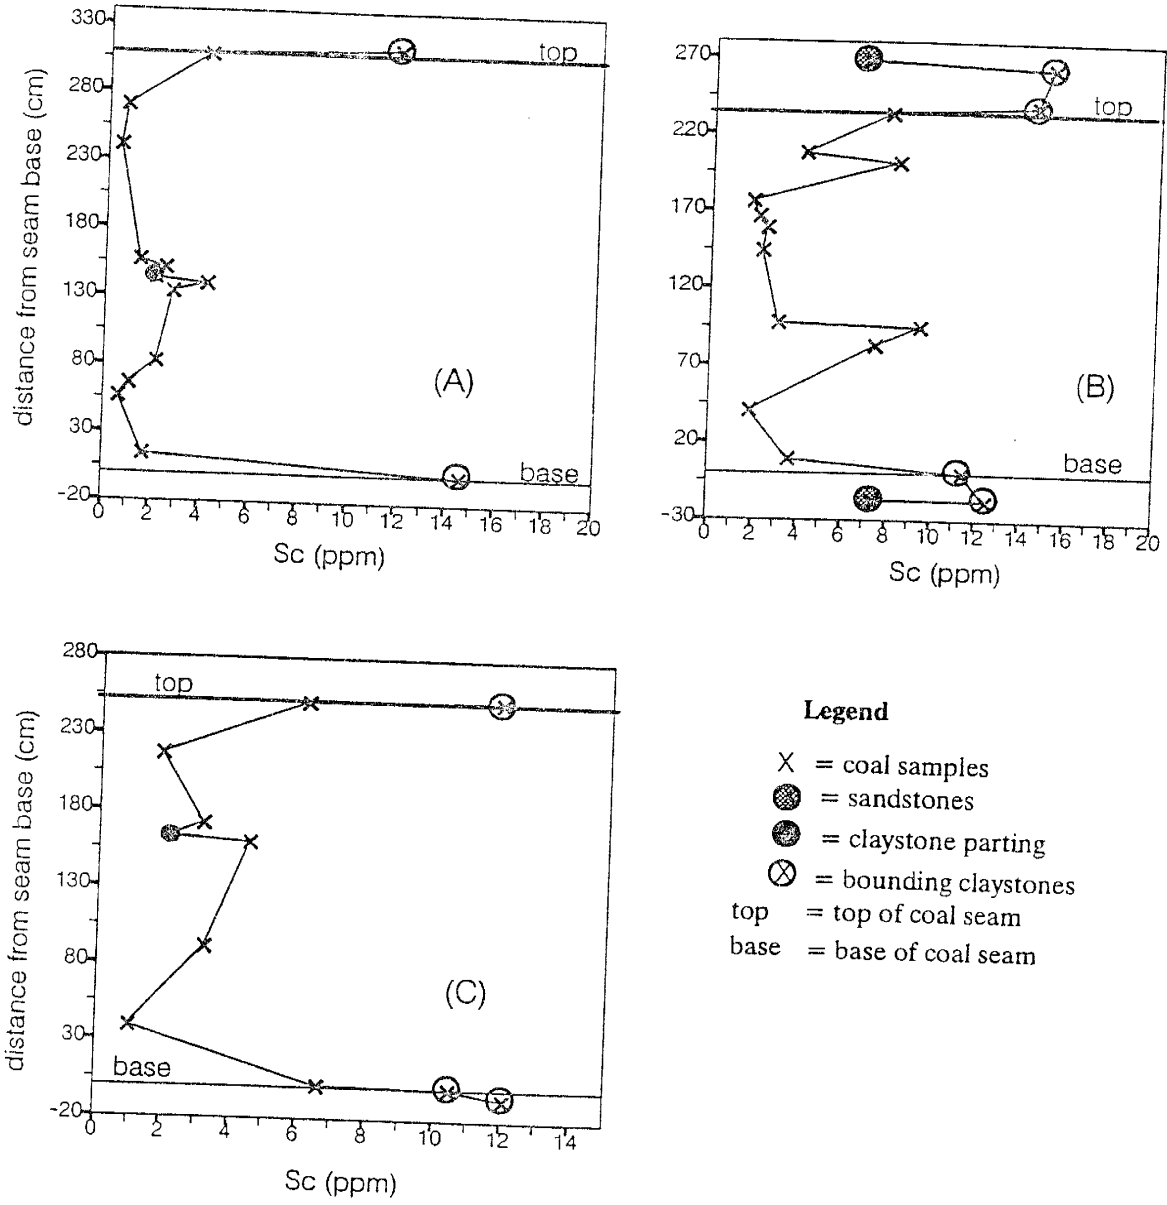 distance from seam base (cm)
330
280
230
180
130
80
30
-20
top
(A)
base
0 2 4 6 8 10 12 14 16 18 20
Sc (ppm)
270
220
170
120
70
20
-30
top
(B)
base
0 2 4 6 8 10 12 14 16 18 20
Sc (ppm)
distance from seam base (cm)
280
230
180
130
80
30
-20
top
(C)
base
0 2 4 6 8 10 12 14
Sc (ppm)
Legend
X = coal samples
= sandstones
= claystone parting
= bounding claystones
top = top of coal seam
base = base of coal seam